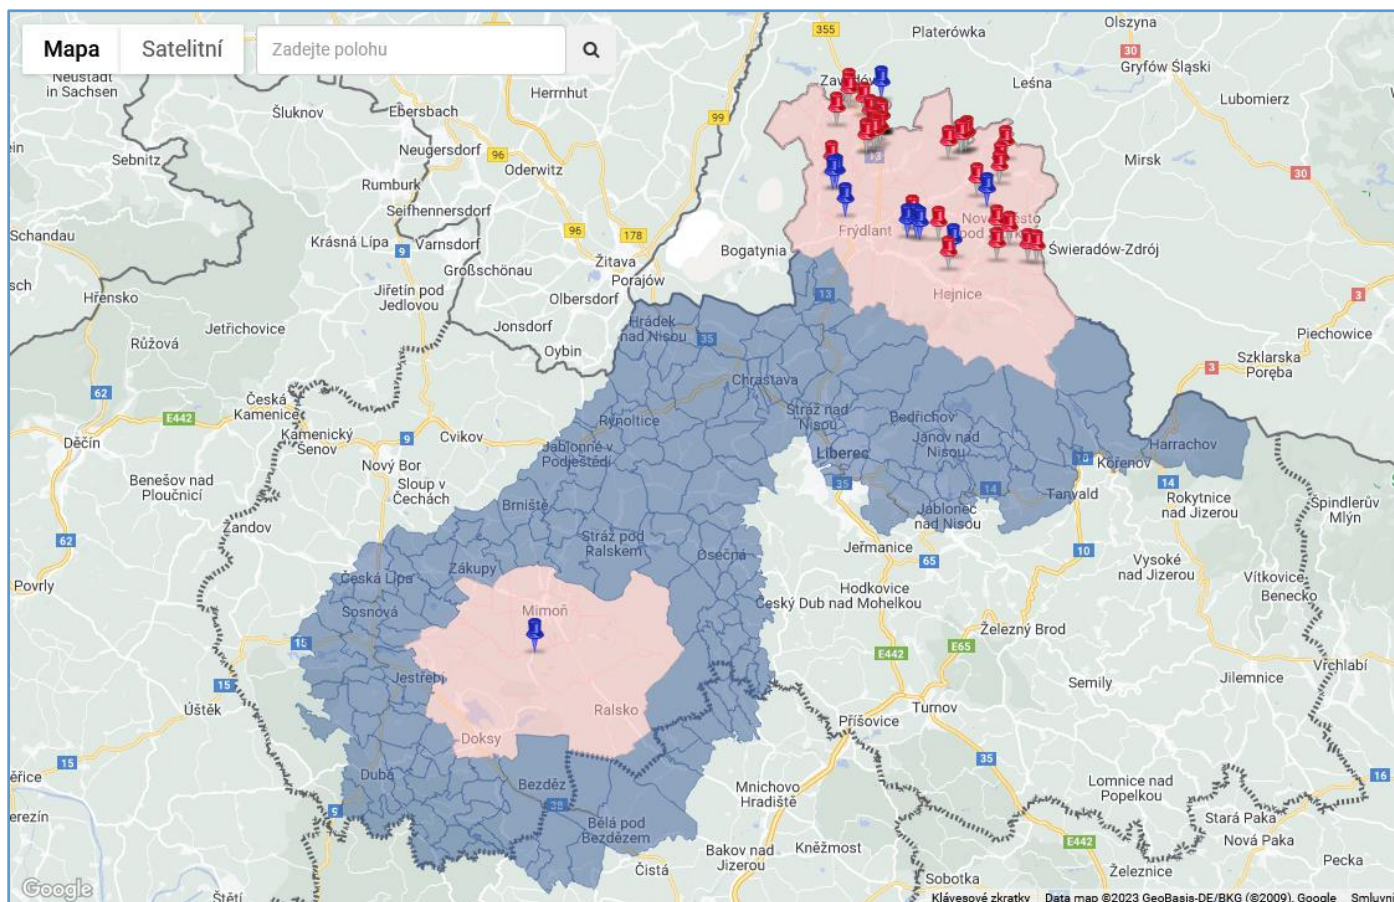 Mapa
Satelitní
Zadejte polohu
355
Olszyna
Platerówka
30
Gryfów Śląski
Neustadt
in Sachsen
Herrnhut
Leśna
Lubomierz
Šluknov
Ebersbach
99
Neugersdorf
96
Oderwitz
Mirsk
30
Sebnitz
13
Rumburk
Seifhennersdorf
Schandau
Krásná Lípa
Varnsdorf
9
96
178
Frýdlant
Bogatynia
Świeradów-Zdrój
Großschönau
Žitava
Porajów
Hřensko
Jiřetín pod
Jedlovou
Olbersdorf
13
Hejnice
3
Jetřichovice
Jonsdorf
Hrádek
nad Nisou
35
Piechowice
Růžová
Oybin
Szklarska
Poręba
3
62
Chrastava
Česká
Kamenice
E442
Rynoltice
Stráž nad
Nisou
Bedřichov
Děčín
Kamenický
Šenov
9
Cvikov
Jablonné v
Podještědí
Liberec
Janov nad
Nisou
Harrachov
10
Kořenov
Nový Bor
Benešov nad
Ploučnicí
Sloup v
Čechách
35
14
Tanvald
14
Rokytnice
nad Jizerou
Špindlerův
Mlýn
Brniště
Jablonec
nad Nisou
Žandov
Stráž pod
Ralskem
62
Osečná
Jeřmanice
65
10
Vysoké
nad Jizerou
Povrly
Česká Lípa
Zákupy
Hodkovice
nad Mohelkou
Vítkovice
Benecko
Sosnová
Mimoň
Český Dub
Železný Brod
15
E442
E65
Vrchlabí
15
Jestřebí
Semily
Jilemnice
Úštěk
Ralsko
Turnov
Příšovice
Doksy
15
35
Dubá
Bezděz
Mnichovo
Hradiště
Lomnice nad
Popelkou
16
9
38
Bělá pod
Bezdězem
Stará Paka
Nová Paka
Bakov nad
Jizerou
Kněžmost
E442
Čistá
Železnice
Pecka
Sobotka
Štětí
Google
Klávesové zkratky
Data map ©2023 GeoBasis-DE/BKG (©2009), Google